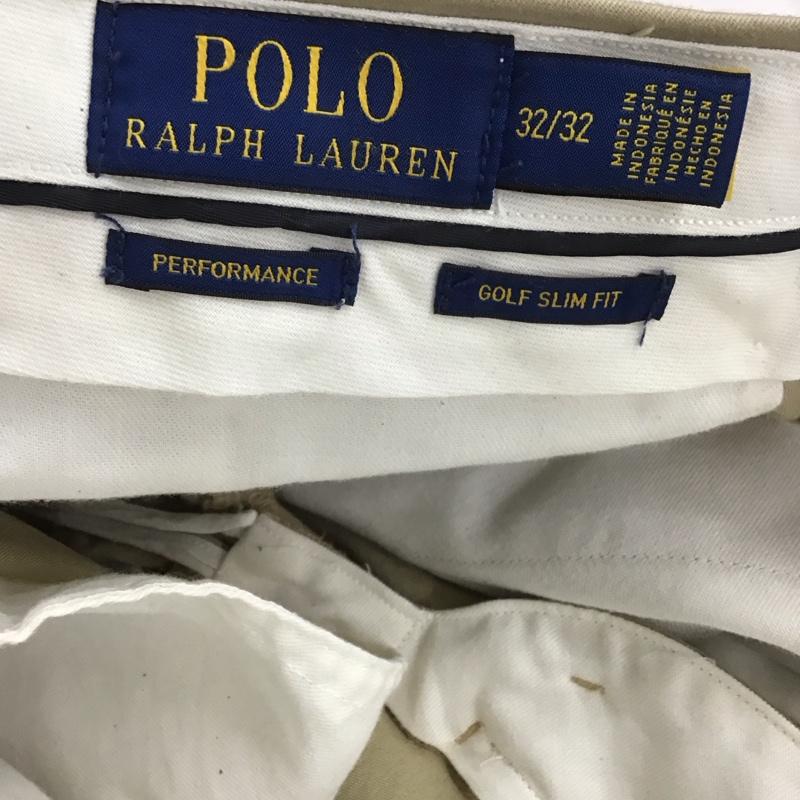 POLO
RALPH LAUREN
32/32
MADE IN
INDONESIA
FABRIQUÉ EN
INDONÉSIE
HECHO EN
INDONESIA
PERFORMANCE
GOLF SLIM FIT